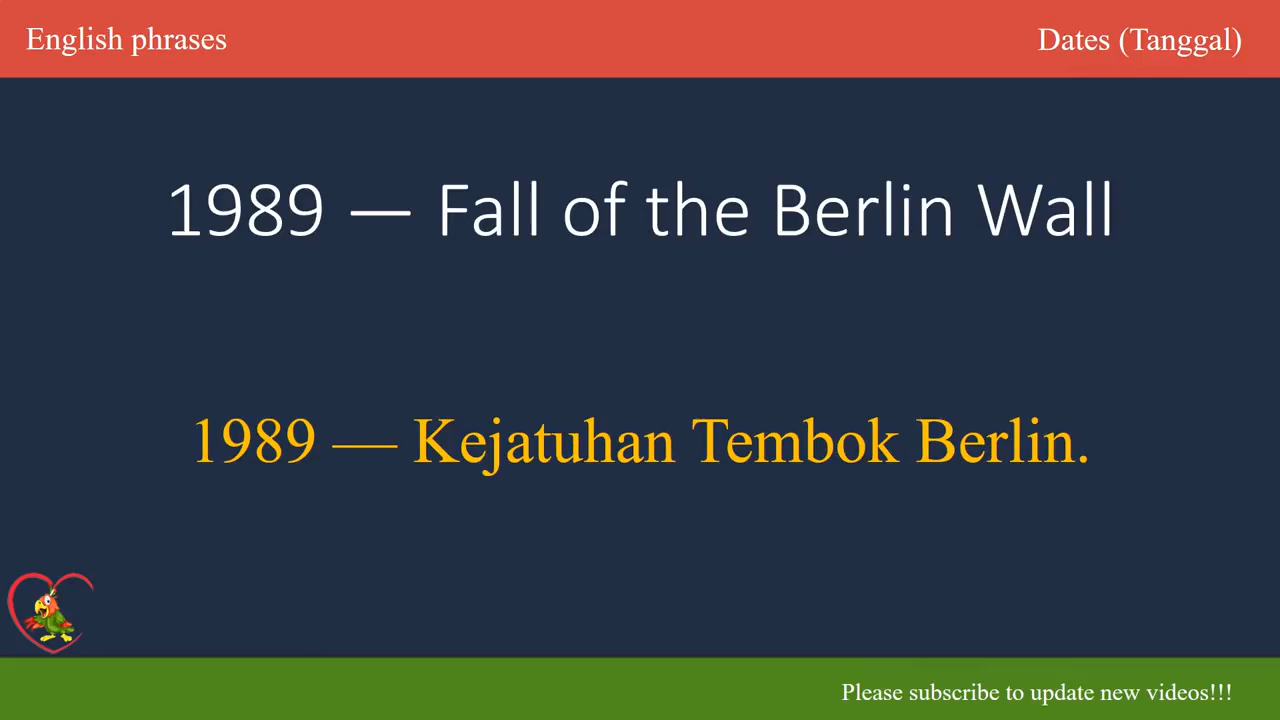 English phrases
Dates (Tanggal)
1989 — Fall of the Berlin Wall
1989 — Kejatuhan Tembok Berlin.
Please subscribe to update new videos!!!